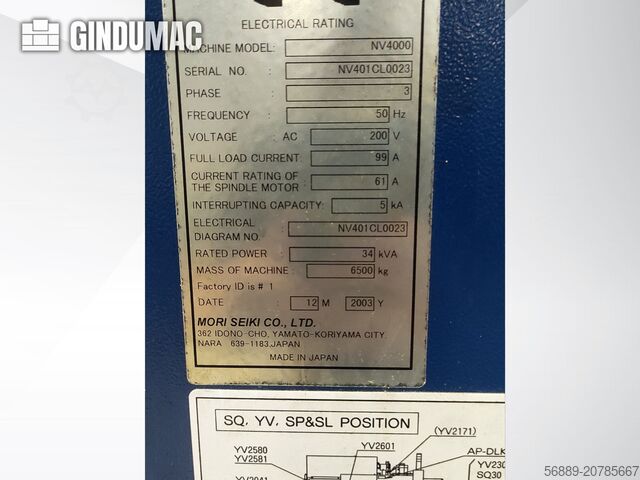 GINDUMAC
ELECTRICAL RATING
MACHINE MODEL: NV4000
SERIAL NO. : NV401CL0023
PHASE : 3
FREQUENCY : 50 Hz
VOLTAGE : AC 200 V
FULL LOAD CURRENT: 99 A
CURRENT RATING OF
THE SPINDLE MOTOR : 61 A
INTERRUPTING CAPACITY: 5 kA
ELECTRICAL
DIAGRAM NO. : NV401CL0023
RATED POWER : 34 kVA
MASS OF MACHINE : 6500 kg
Factory ID is # 1
DATE : 12 M 2003 Y
MORI SEIKI CO., LTD.
362 IDONO-CHO, YAMATO-KORIYAMA CITY.
NARA 639-1183.JAPAN
MADE IN JAPAN
SQ, YV, SP&SL POSITION
(YV2171)
YV2601
YV2580
YV2581
AP-DLK
YV230
SQ30
YV2041
56889-20785667